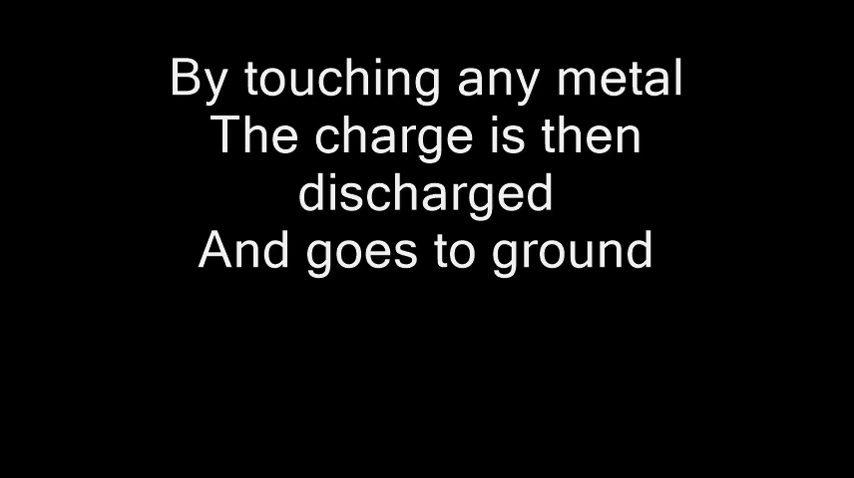 By touching any metal
The charge is then
discharged
And goes to ground